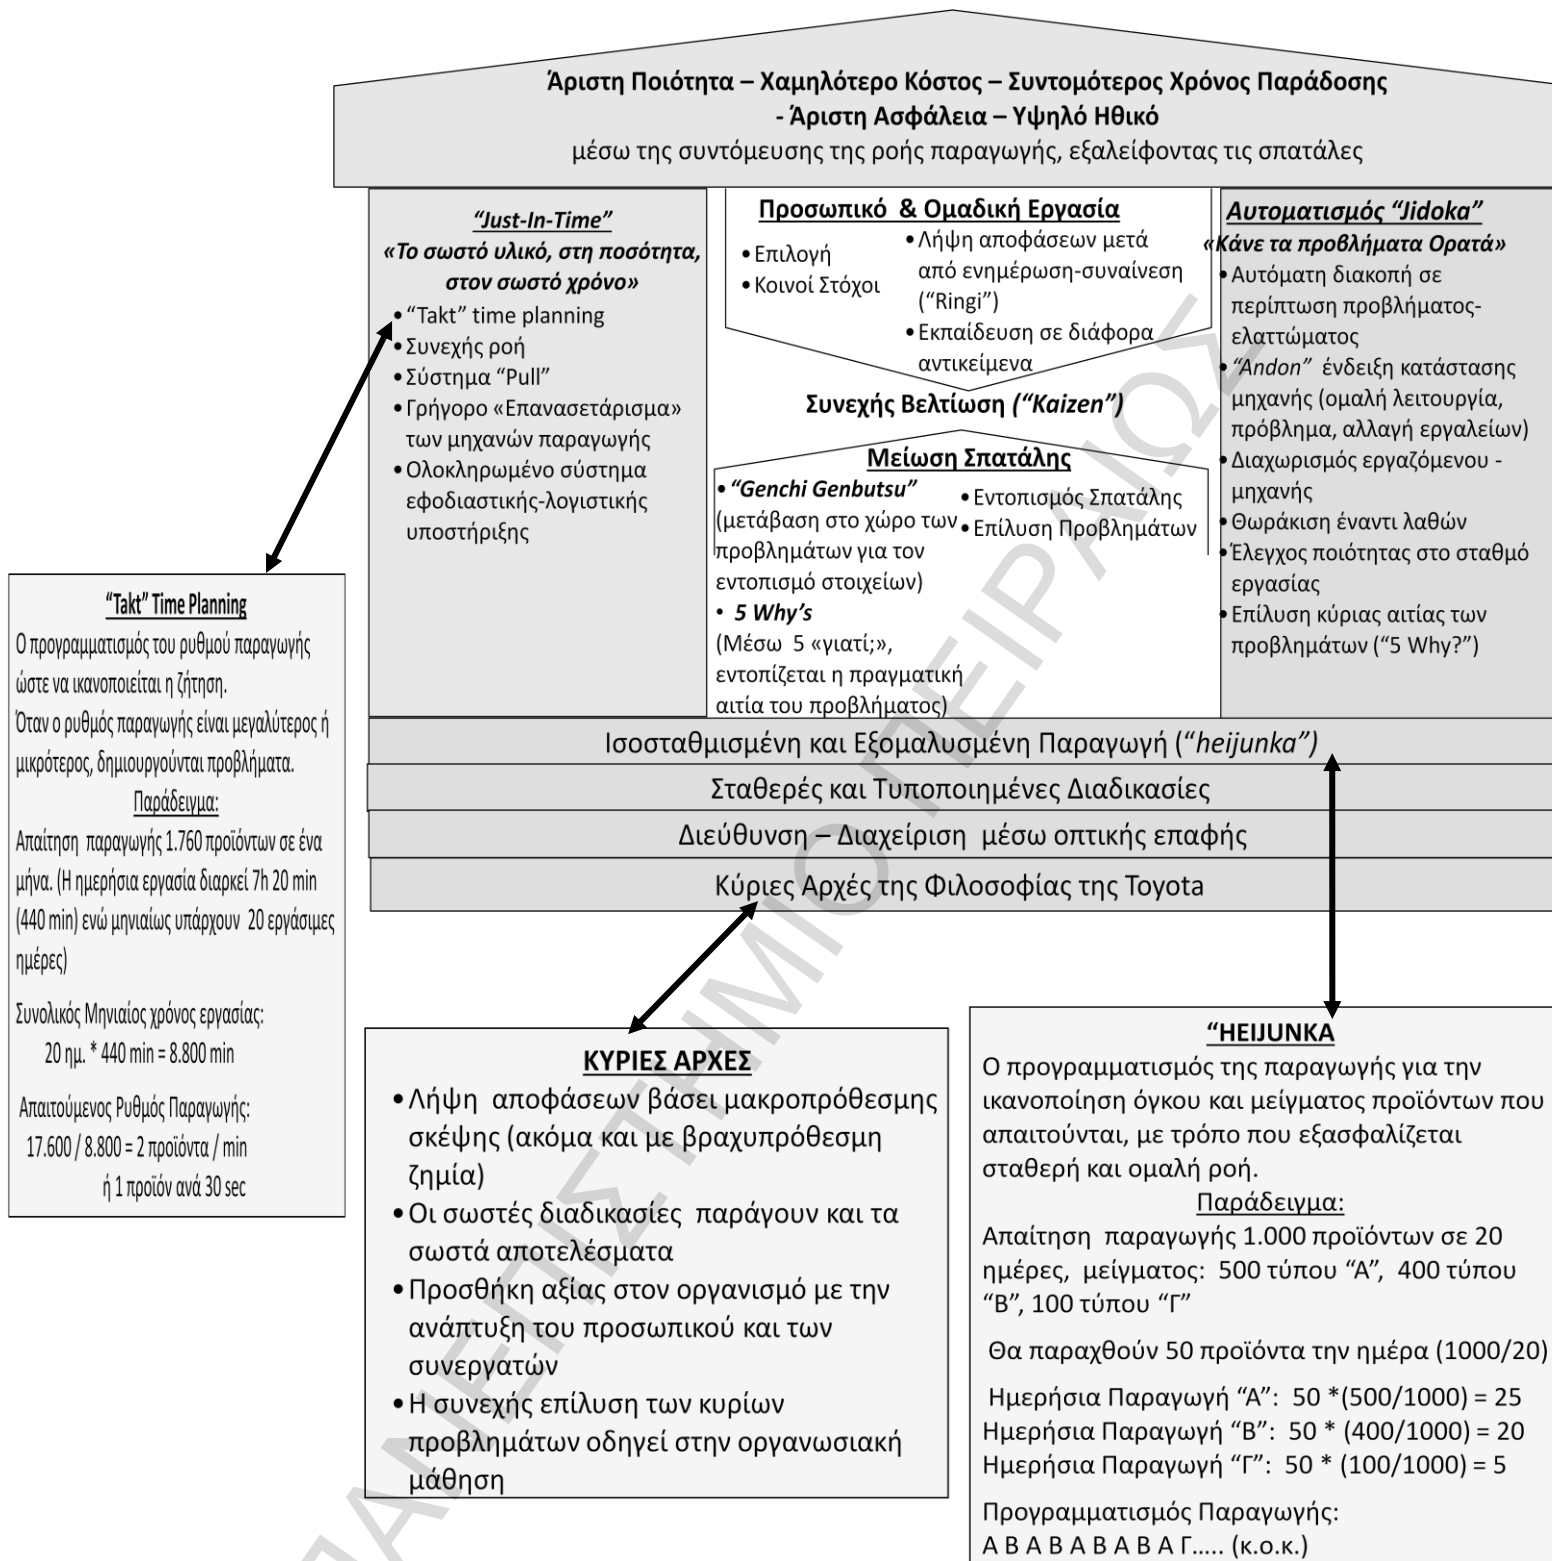 Άριστη Ποιότητα – Χαμηλότερο Κόστος – Συντομότερος Χρόνος Παράδοσης
- Άριστη Ασφάλεια – Υψηλό Ηθικό
μέσω της συντόμευσης της ροής παραγωγής, εξαλείφοντας τις σπατάλες
“Just-In-Time”
«Το σωστό υλικό, στη ποσότητα,
στον σωστό χρόνο»
• “Takt” time planning
• Συνεχής ροή
• Σύστημα “Pull”
• Γρήγορο «Επανασετάρισμα»
των μηχανών παραγωγής
• Ολοκληρωμένο σύστημα
εφοδιαστικής-λογιστικής
υποστήριξης
Προσωπικό & Ομαδική Εργασία
• Επιλογή
• Κοινοί Στόχοι
• Λήψη αποφάσεων μετά
από ενημέρωση-συναίνεση
(“Ringi”)
• Εκπαίδευση σε διάφορα
αντικείμενα
Συνεχής Βελτίωση (“Kaizen”)
Μείωση Σπατάλης
• “Genchi Genbutsu”
(μετάβαση στο χώρο των
προβλημάτων για τον
εντοπισμό στοιχείων)
• 5 Why’s
(Μέσω 5 «γιατί;»,
εντοπίζεται η πραγματική
αιτία του προβλήματος)
• Εντοπισμός Σπατάλης
• Επίλυση Προβλημάτων
Αυτοματισμός “Jidoka”
«Κάνε τα προβλήματα Ορατά»
• Αυτόματη διακοπή σε
περίπτωση προβλήματος-
ελαττώματος
• “Andon” ένδειξη κατάστασης
μηχανής (ομαλή λειτουργία,
πρόβλημα, αλλαγή εργαλείων)
• Διαχωρισμός εργαζόμενου -
μηχανής
• Θωράκιση έναντι λαθών
• Έλεγχος ποιότητας στο σταθμό
εργασίας
• Επίλυση κύριας αιτίας των
προβλημάτων (“5 Why?”)
Ισοσταθμισμένη και Εξομαλυσμένη Παραγωγή (“heijunka”)
Σταθερές και Τυποποιημένες Διαδικασίες
Διεύθυνση – Διαχείριση μέσω οπτικής επαφής
Κύριες Αρχές της Φιλοσοφίας της Toyota
“Takt” Time Planning
Ο προγραμματισμός του ρυθμού παραγωγής
ώστε να ικανοποιείται η ζήτηση.
Όταν ο ρυθμός παραγωγής είναι μεγαλύτερος ή
μικρότερος, δημιουργούνται προβλήματα.
Παράδειγμα:
Απαίτηση παραγωγής 1.760 προϊόντων σε ένα
μήνα. (Η ημερήσια εργασία διαρκεί 7h 20 min
(440 min) ενώ μηνιαίως υπάρχουν 20 εργάσιμες
ημέρες)
Συνολικός Μηνιαίος χρόνος εργασίας:
20 ημ. * 440 min = 8.800 min
Απαιτούμενος Ρυθμός Παραγωγής:
17.600 / 8.800 = 2 προϊόντα / min
ή 1 προϊόν ανά 30 sec
ΚΥΡΙΕΣ ΑΡΧΕΣ
• Λήψη αποφάσεων βάσει μακροπρόθεσμης
σκέψης (ακόμα και με βραχυπρόθεσμη
ζημία)
• Οι σωστές διαδικασίες παράγουν και τα
σωστά αποτελέσματα
• Προσθήκη αξίας στον οργανισμό με την
ανάπτυξη του προσωπικού και των
συνεργατών
• Η συνεχής επίλυση των κυρίων
προβλημάτων οδηγεί στην οργανωσιακή
μάθηση
“HEIJUNKA
Ο προγραμματισμός της παραγωγής για την
ικανοποίηση όγκου και μείγματος προϊόντων που
απαιτούνται, με τρόπο που εξασφαλίζεται
σταθερή και ομαλή ροή.
Παράδειγμα:
Απαίτηση παραγωγής 1.000 προϊόντων σε 20
ημέρες, μείγματος: 500 τύπου “Α”, 400 τύπου
“Β”, 100 τύπου “Γ”
Θα παραχθούν 50 προϊόντα την ημέρα (1000/20)
Ημερήσια Παραγωγή “Α”: 50 *(500/1000) = 25
Ημερήσια Παραγωγή “Β”: 50 * (400/1000) = 20
Ημερήσια Παραγωγή “Γ”: 50 * (100/1000) = 5
Προγραμματισμός Παραγωγής:
Α Β Α Β Α Β Α Β Α Γ..... (κ.ο.κ.)
ΠΑΝΕΠΙΣΤΗΜΙΟ ΠΕΙΡΑΙΩΣ